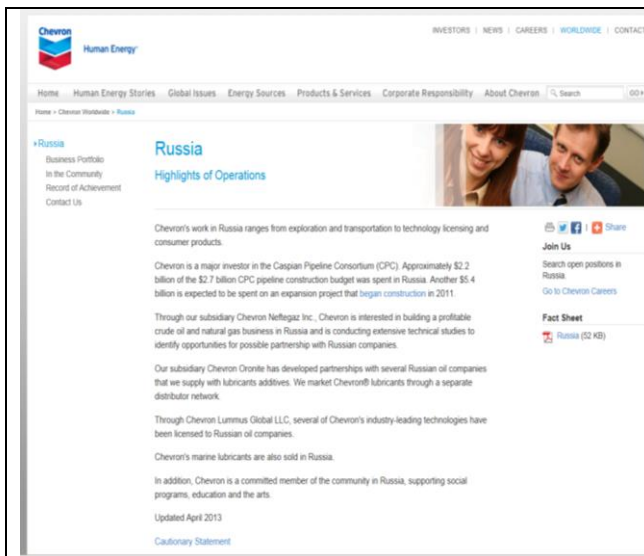 Chevron
Human Energy®
INVESTORS | NEWS | CAREERS | WORLDWIDE | CONTACT
Home Human Energy Stories Global Issues Energy Sources Products & Services Corporate Responsibility About Chevron Search GO
Home > Chevron Worldwide > Russia
Russia
Business Portfolio
In the Community
Record of Achievement
Contact Us
Russia
Highlights of Operations
Chevron's work in Russia ranges from exploration and transportation to technology licensing and
consumer products.
Chevron is a major investor in the Caspian Pipeline Consortium (CPC). Approximately $2.2
billion of the $2.7 billion CPC pipeline construction budget was spent in Russia. Another $5.4
billion is expected to be spent on an expansion project that began construction in 2011.
Through our subsidiary Chevron Neftegaz Inc., Chevron is interested in building a profitable
crude oil and natural gas business in Russia and is conducting extensive technical studies to
identify opportunities for possible partnership with Russian companies.
Our subsidiary Chevron Oronite has developed partnerships with several Russian oil companies
that we supply with lubricants additives. We market Chevron® lubricants through a separate
distributor network.
Through Chevron Lummus Global LLC, several of Chevron's industry-leading technologies have
been licensed to Russian oil companies.
Chevron's marine lubricants are also sold in Russia.
In addition, Chevron is a committed member of the community in Russia, supporting social
programs, education and the arts.
Updated April 2013
Cautionary Statement
Share
Join Us
Search open positions in
Russia.
Go to Chevron Careers
Fact Sheet
Russia (52 KB)